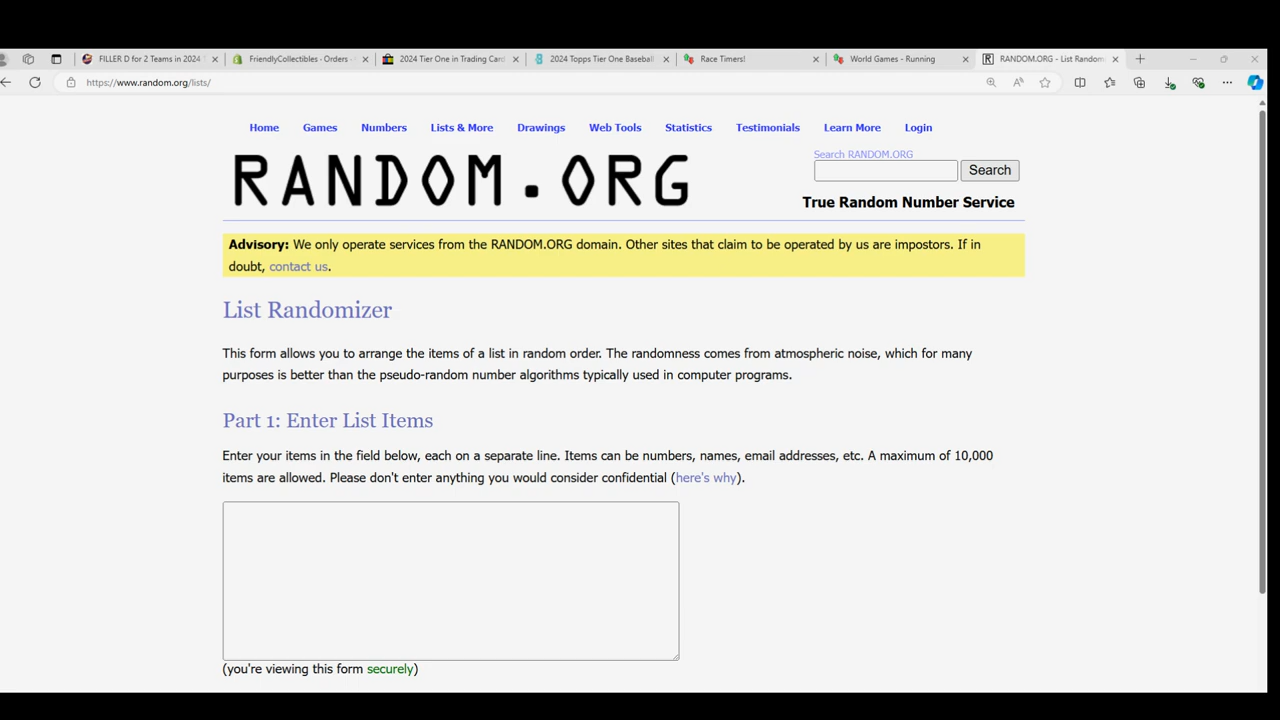 FILLER D for 2 Teams in 2024
FriendlyCollectibles - Orders -
2024 Tier One in Trading Card
2024 Topps Tier One Baseball
Race Timers!
World Games - Running
RANDOM.ORG - List Random
https://www.random.org/lists/
Home Games Numbers Lists & More Drawings Web Tools Statistics Testimonials Learn More Login
RANDOM.ORG
Search RANDOM.ORG
Search
True Random Number Service
Advisory: We only operate services from the RANDOM.ORG domain. Other sites that claim to be operated by us are impostors. If in
doubt, contact us.
List Randomizer
This form allows you to arrange the items of a list in random order. The randomness comes from atmospheric noise, which for many
purposes is better than the pseudo-random number algorithms typically used in computer programs.
Part 1: Enter List Items
Enter your items in the field below, each on a separate line. Items can be numbers, names, email addresses, etc. A maximum of 10,000
items are allowed. Please don't enter anything you would consider confidential (here's why).
(you're viewing this form securely)